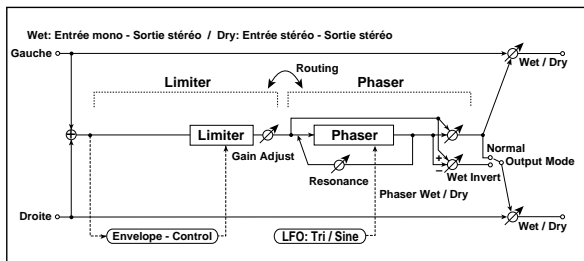 Wet: Entrée mono - Sortie stéréo / Dry: Entrée stéréo - Sortie stéréo
Gauche
Wet / Dry
Routing
Limiter
Phaser
Limiter
Phaser
Gain Adjust
Resonance
+
–
Normal
Output Mode
Wet Invert
Phaser Wet / Dry
Droite
Wet / Dry
Envelope - Control
LFO: Tri / Sine